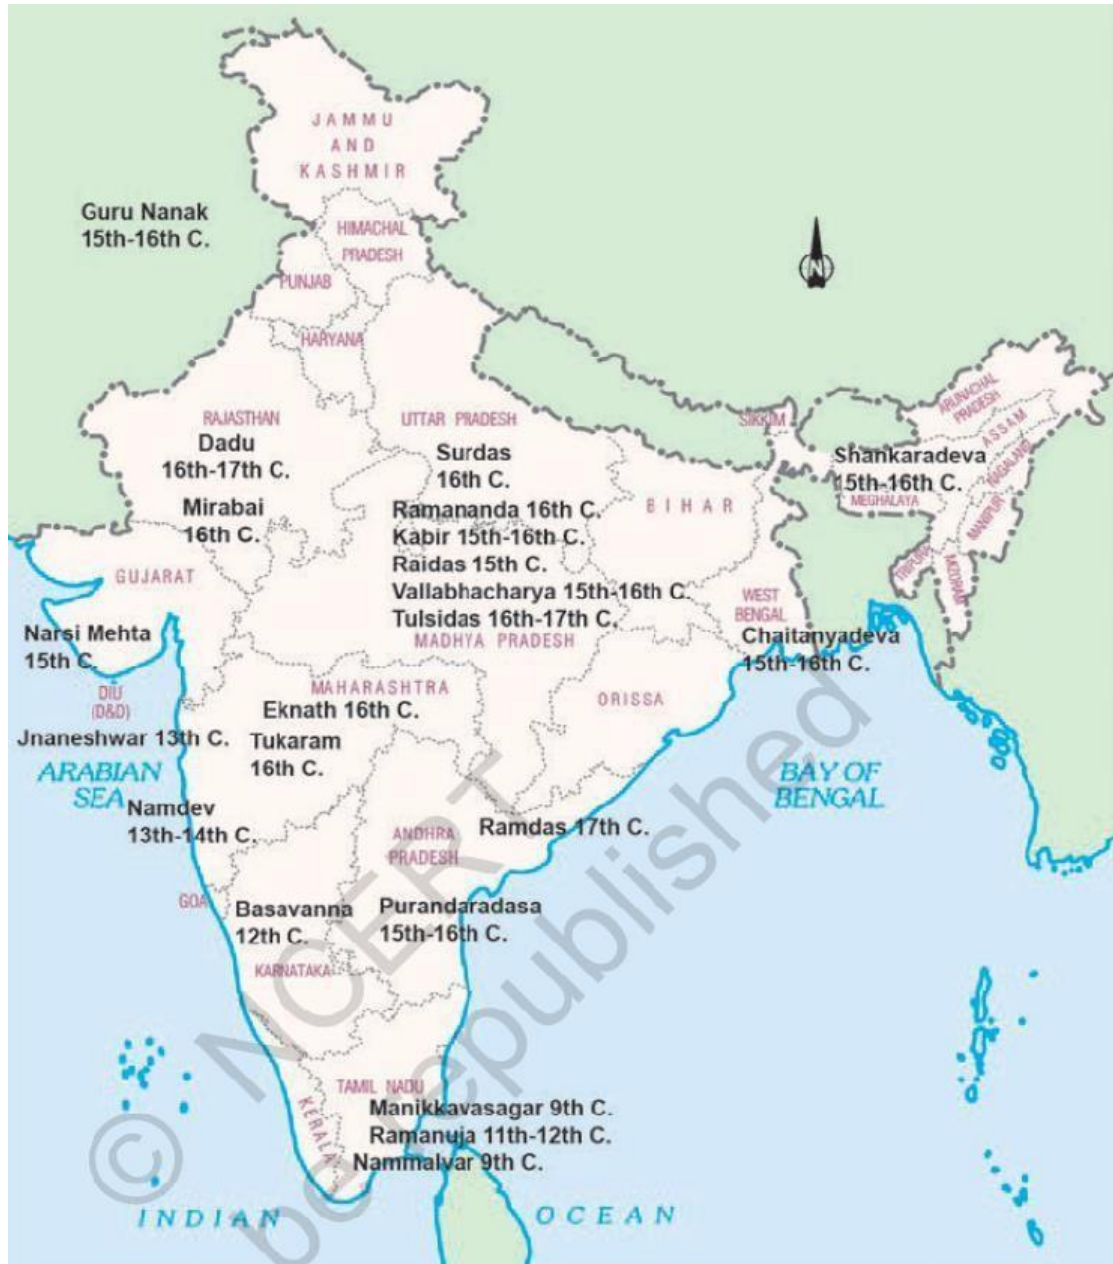 JAMMU
AND
KASHMIR
Guru Nanak
15th-16th C.
HIMACHAL
PRADESH
N
PUNJAB
HARYANA
RAJASTHAN
Dadu
16th-17th C.
Mirabai
16th C.
UTTAR PRADESH
Surdas
16th C.
Ramananda 16th C.
Kabir 15th-16th C.
Raidas 15th C.
Vallabhacharya 15th-16th C.
Tulsidas 16th-17th C.
MADHYA PRADESH
BIHAR
SIKKIM
ARUNACHAL
PRADESH
ASSAM
NAGALAND
Shankaradeva
15th-16th C.
MEGHALAYA
MANIPUR
TRIPURA
MIZORAM
GUJARAT
Narsi Mehta
15th C.
DIU
(D&D)
WEST
BENGAL
Chaitanyadeva
15th-16th C.
MAHARASHTRA
Eknath 16th C.
ORISSA
Jnaneshwar 13th C.
Tukaram
16th C.
ARABIAN
SEA
Namdev
13th-14th C.
BAY OF
BENGAL
Ramdas 17th C.
ANDHRA
PRADESH
GOA
Basavanna
12th C.
Purandaradasa
15th-16th C.
KARNATAKA
TAMIL NADU
KERALA
Manikkavasagar 9th C.
Ramanuja 11th-12th C.
Nammalvar 9th C.
INDIAN OCEAN
© NCERT
be republished